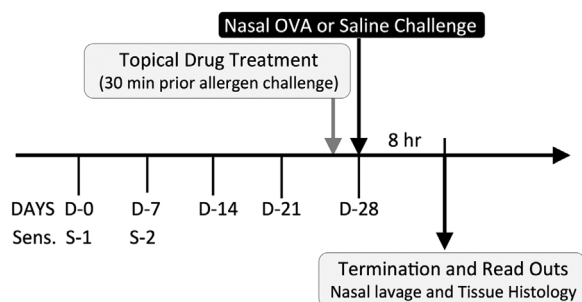 Nasal OVA or Saline Challenge
Topical Drug Treatment
(30 min prior allergen challenge)
8 hr
DAYS D-0 D-7 D-14 D-21 D-28
Sens. S-1 S-2
Termination and Read Outs
Nasal lavage and Tissue Histology